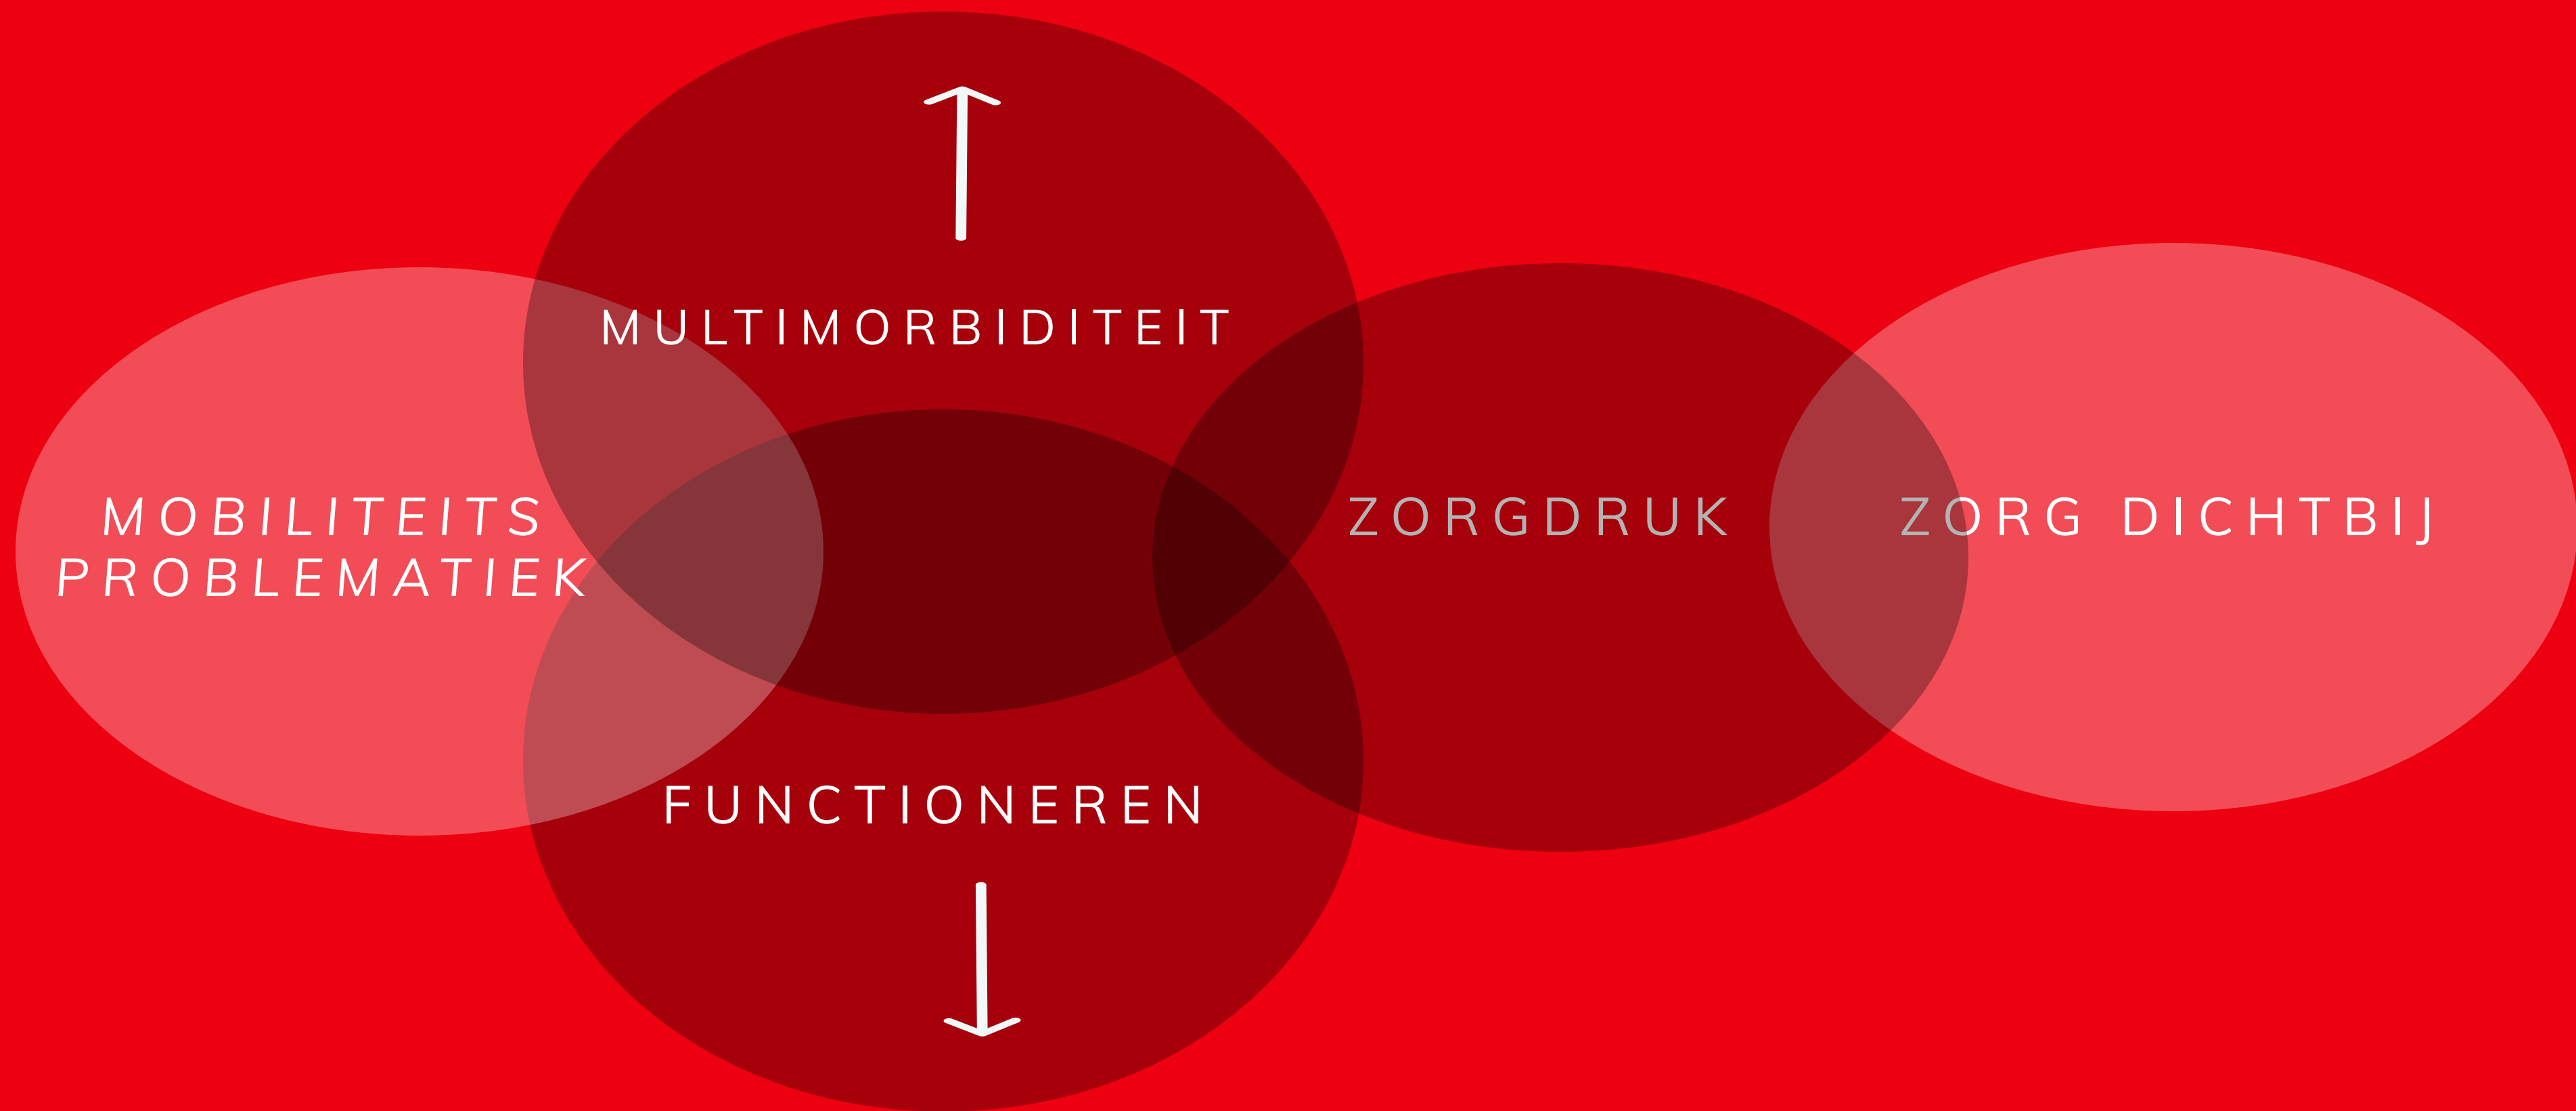 MULTIMORBIDITEIT
MOBILITEITS
PROBLEMATIEK
ZORGDRUK
ZORG DICHTBIJ
FUNCTIONEREN